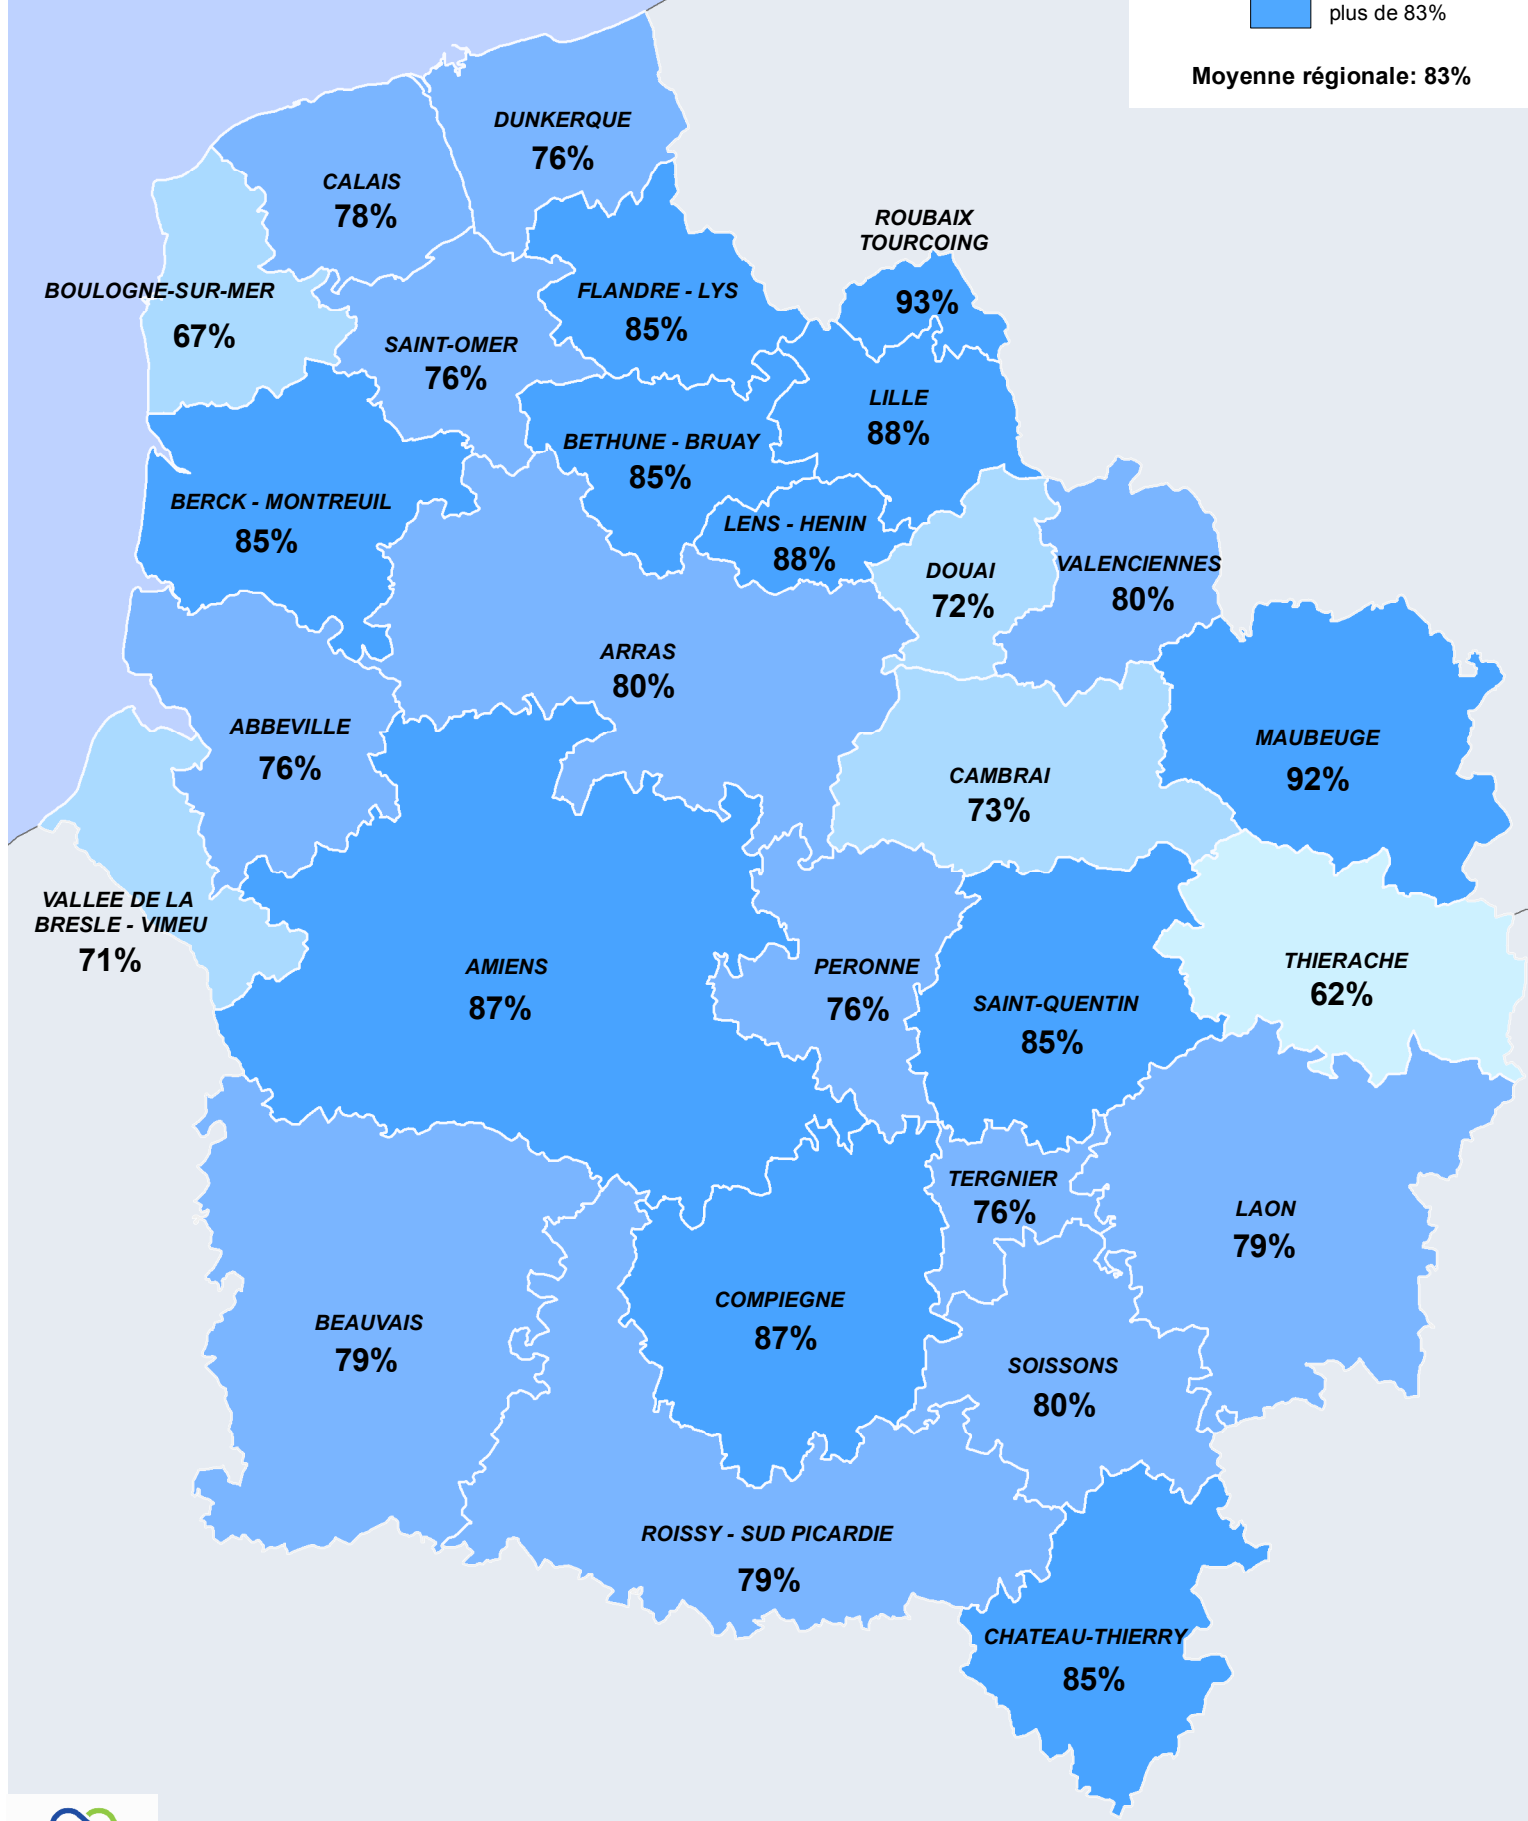 plus de 83%
Moyenne régionale: 83%
DUNKERQUE
76%
CALAIS
78%
ROUBAIX
TOURCOING
93%
BOULOGNE-SUR-MER
67%
FLANDRE - LYS
85%
SAINT-OMER
76%
LILLE
88%
BETHUNE - BRUAY
85%
BERCK - MONTREUIL
85%
LENS - HENIN
88%
DOUAI
72%
VALENCIENNES
80%
ARRAS
80%
ABBEVILLE
76%
MAUBEUGE
92%
CAMBRAI
73%
VALLEE DE LA
BRESLE - VIMEU
71%
AMIENS
87%
PERONNE
76%
SAINT-QUENTIN
85%
THIERACHE
62%
TERGNIER
76%
LAON
79%
COMPIEGNE
87%
BEAUVAIS
79%
SOISSONS
80%
ROISSY - SUD PICARDIE
79%
CHATEAU-THIERRY
85%